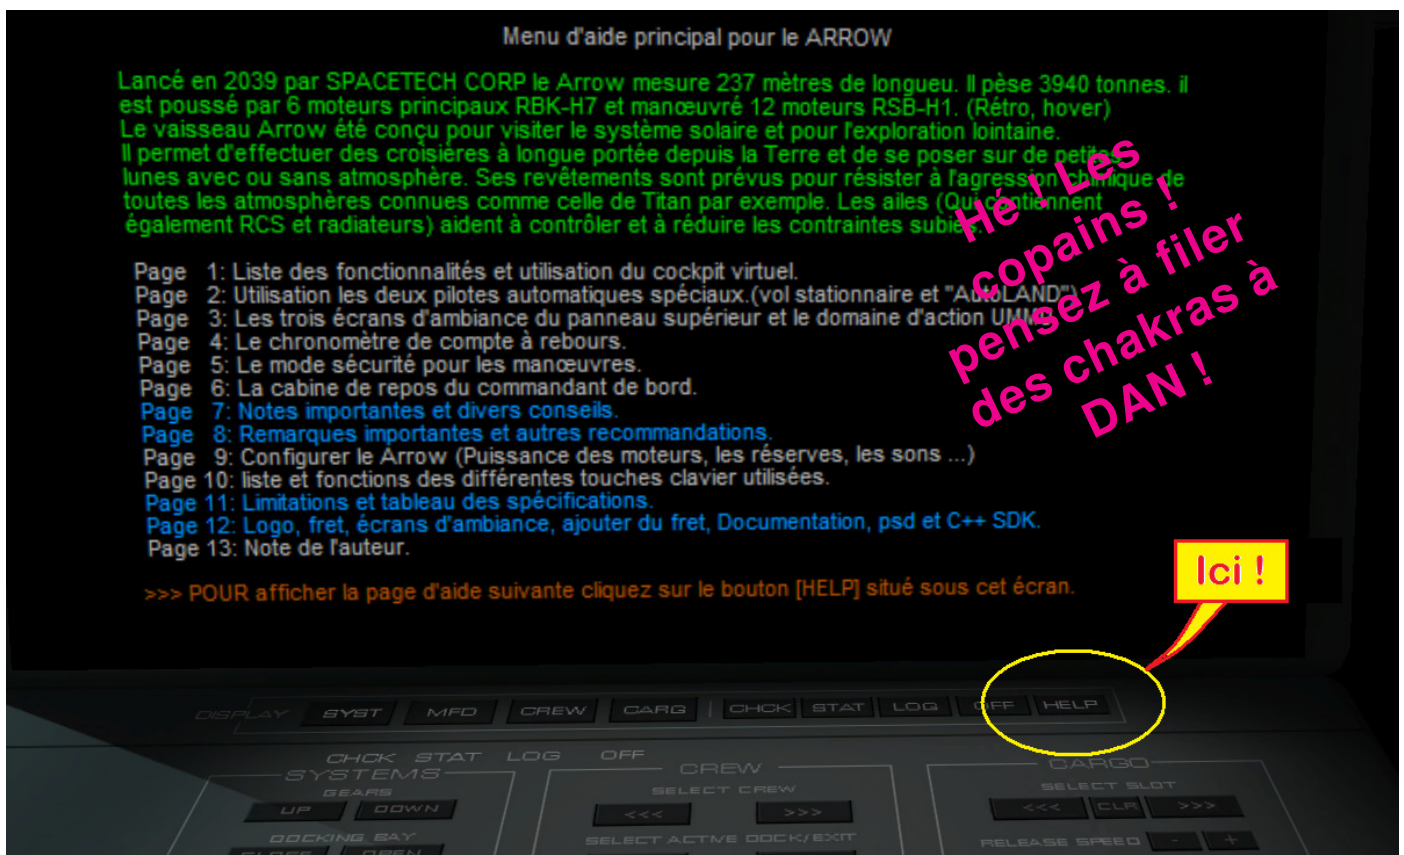 Menu d'aide principal pour le ARROW
Lancé en 2039 par SPACETECH CORP le Arrow mesure 237 mètres de longueu. Il pèse 3940 tonnes. il
est poussé par 6 moteurs principaux RBK-H7 et manœuvré 12 moteurs RSB-H1. (Rétro, hover)
Le vaisseau Arrow été conçu pour visiter le système solaire et pour l'exploration lointaine.
Il permet d'effectuer des croisières à longue portée depuis la Terre et de se poser sur de petites
lunes avec ou sans atmosphère. Ses revêtements sont prévus pour résister à l'agression chimique de
toutes les atmosphères connues comme celle de Titan par exemple. Les ailes (Qui contiennent
également RCS et radiateurs) aident à contrôler et à réduire les contraintes subies.
Hé ! Les
copains !
pensez à filer
des chakras à
DAN !
Page 1: Liste des fonctionnalités et utilisation du cockpit virtuel.
Page 2: Utilisation les deux pilotes automatiques spéciaux.(vol stationnaire et "AutoLAND")
Page 3: Les trois écrans d'ambiance du panneau supérieur et le domaine d'action
Page 4: Le chronomètre de compte à rebours.
Page 5: Le mode sécurité pour les manœuvres.
Page 6: La cabine de repos du commandant de bord.
Page 7: Notes importantes et divers conseils.
Page 8: Remarques importantes et autres recommandations.
Page 9: Configurer le Arrow (Puissance des moteurs, les réserves, les sons ...)
Page 10: liste et fonctions des différentes touches clavier utilisées.
Page 11: Limitations et tableau des spécifications.
Page 12: Logo, fret, écrans d'ambiance, ajouter du fret, Documentation, psd et C++ SDK.
Page 13: Note de l'auteur.
Ici !
>>> POUR afficher la page d'aide suivante cliquez sur le bouton [HELP] situé sous cet écran.
DISPLAY SYST MFD CREW CARG | CHCK STAT LOG OFF HELP
CHCK STAT LOG OFF
SYSTEMS CREW CARGO
GEARS SELECT CREW SELECT SLOT
UP DOWN <<< >>> <<< CLR >>>
DOCKING BAY SELECT ACTIVE DOCK/EXIT RELEASE SPEED - +
CLOSE OPEN